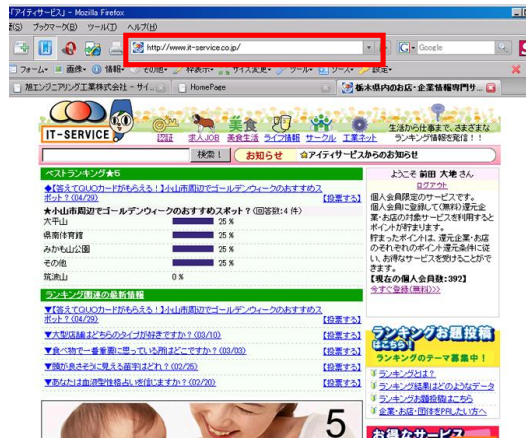 「アイティサービス」 - Mozilla Firefox
ブックマーク(B) ツール(T) ヘルプ(H)
http://www.it-service.co.jp/
Google
フォーム 画像 情報 その他 枠表示 サイズ変更 ツール ソース 設定
旭エンジニアリング工業株式会社 - サイ...
HomePage
栃木県内のお店・企業情報専門サ...
IT-SERVICE
認証 求人JOB 美食生活 ライフ情報 サークル 工業ネット
美食
生活から仕事まで、さまざまな
ランキング情報を発信！！
検索！
お知らせ
☆アイティサービスからのお知らせ
ベストランキング★5
◆【答えてQUOカードがもらえる！】小山市周辺でゴールデンウィークのおすすめスポット？(04/29)
【投票する】
★小山市周辺でゴールデンウィークのおすすめスポット？(回答数:4 件)
太平山 25 %
県南体育館 25 %
みかも山公園 25 %
その他 25 %
筑波山 0 %
ランキング関連の最新情報
▼【答えてQUOカードがもらえる！】小山市周辺でゴールデンウィークのおすすめスポット？(04/29)
【投票する】
▼大型店舗はどちらのタイプが好きですか？(03/10)
【投票する】
▼食べ物で一番重要に思っている所はどこですか？(03/03)
【投票する】
▼頭が良さそうに見える苗字はどれ？(02/25)
【投票する】
▼あなたは血液型性格占いを信じますか？(02/20)
【投票する】
5
ようこそ 前田 大地 さん
ログアウト
個人会員限定のサービスです。
個人会員に登録して(無料)還元企業・お店の対象サービスを利用するとポイントが貯まります。
貯まったポイントは、還元企業・お店のそれぞれのポイント還元条件に従い、お得なサービスを受けることができます。
【現在の個人会員数:392】
今すぐ登録(無料)>>
ランキングお題投稿
はこちら！
ランキングのテーマ募集中！
ランキングとは？
ランキング結果はどのようなデータ
ランキングお題投稿はこちら
企業・お店・団体をPRしたい方へ
お得なサービス